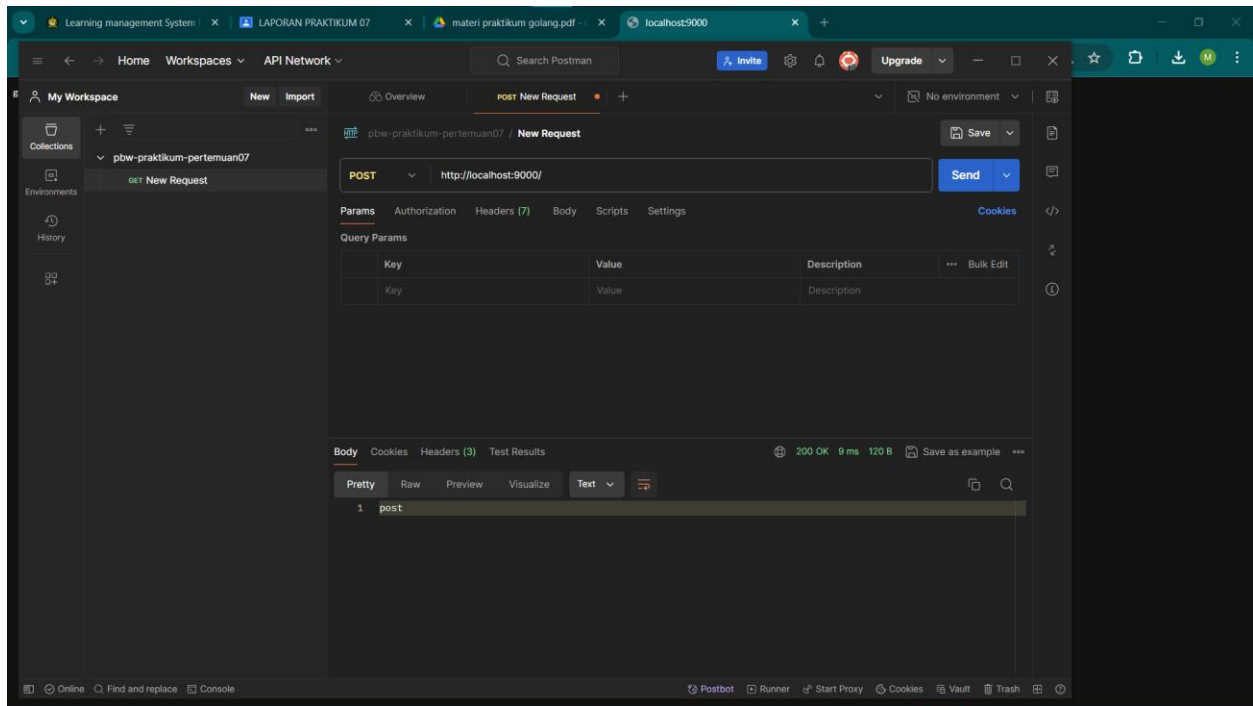 Learning management System
LAPORAN PRAKTIKUM 07
materi praktikum golang.pdf -
localhost:9000
Home
Workspaces
API Network
Search Postman
Invite
Upgrade
M
My Workspace
New
Import
Overview
POST New Request
No environment
Collections
Environments
History
pbw-praktikum-pertemuan07
GET New Request
HTTP
pbw-praktikum-pertemuan07 / New Request
Save
POST
http://localhost:9000/
Send
Params
Authorization
Headers (7)
Body
Scripts
Settings
Cookies
Query Params
Key
Value
Description
Bulk Edit
Key
Value
Description
Body
Cookies
Headers (3)
Test Results
200 OK
9 ms
120 B
Save as example
Pretty
Raw
Preview
Visualize
Text
1 post
Online
Find and replace
Console
Postbot
Runner
Start Proxy
Cookies
Vault
Trash